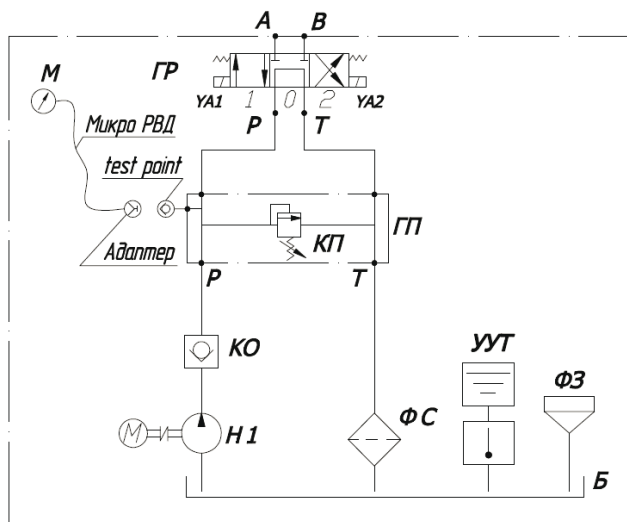 А В
М
ГР
YA1 1 0 2 YA2
Р Т
Микро РВД
test point
КП
ГП
Адаптер
Р Т
КО
УУТ
ФЗ
М
Н1
ФС
Б